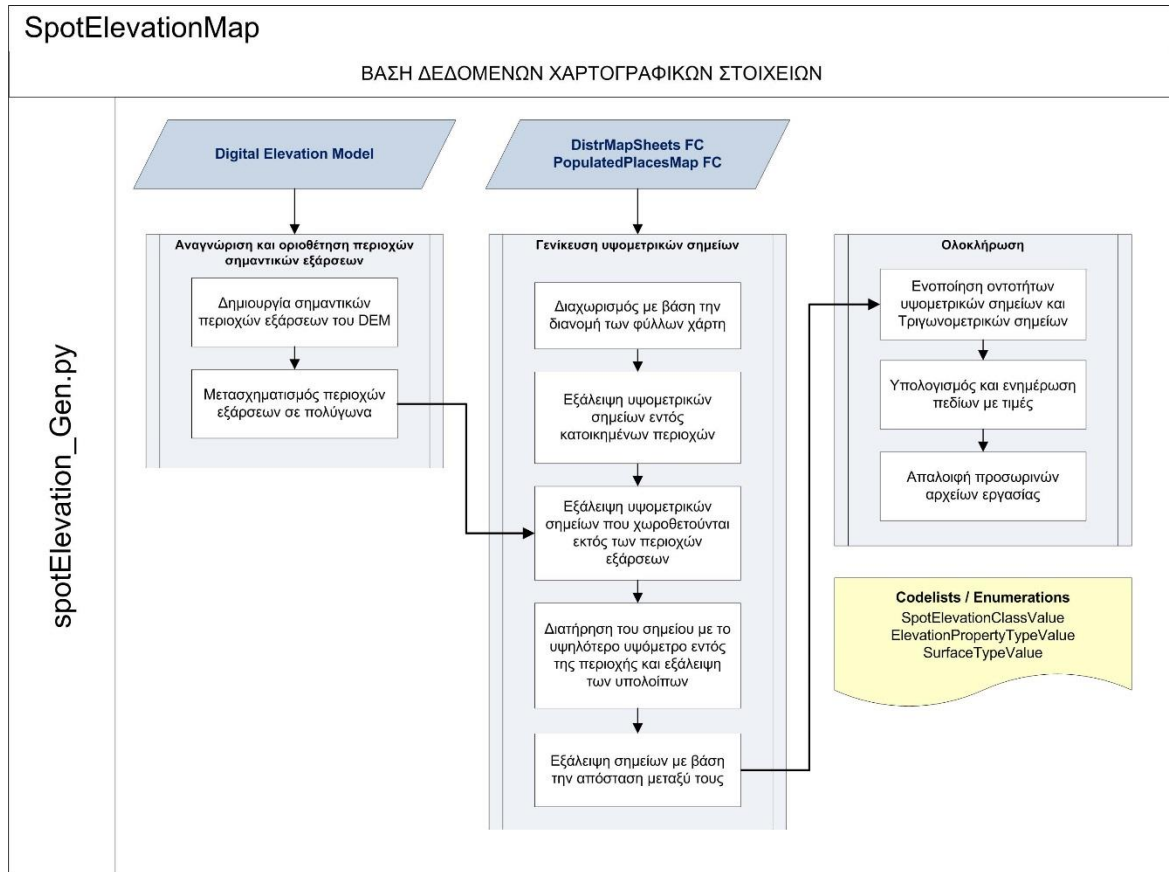 SpotElevationMap
ΒΑΣΗ ΔΕΔΟΜΕΝΩΝ ΧΑΡΤΟΓΡΑΦΙΚΩΝ ΣΤΟΙΧΕΙΩΝ
spotElevation_Gen.py
Digital Elevation Model
Αναγνώριση και οριοθέτηση περιοχών
σημαντικών εξάρσεων
Δημιουργία σημαντικών
περιοχών εξάρσεων του DEM
Μετασχηματισμός περιοχών
εξάρσεων σε πολύγωνα
DistrMapSheets FC
PopulatedPlacesMap FC
Γενίκευση υψομετρικών σημείων
Διαχωρισμός με βάση την
διανομή των φύλλων χάρτη
Εξάλειψη υψομετρικών
σημείων εντός
κατοικημένων περιοχών
Εξάλειψη υψομετρικών
σημείων που χωροθετούνται
εκτός των περιοχών
εξάρσεων
Διατήρηση του σημείου με το
υψηλότερο υψόμετρο εντός
της περιοχής και εξάλειψη
των υπολοίπων
Εξάλειψη σημείων με βάση
την απόσταση μεταξύ τους
Ολοκλήρωση
Ενοποίηση οντοτήτων
υψομετρικών σημείων και
Τριγωνομετρικών σημείων
Υπολογισμός και ενημέρωση
πεδίων με τιμές
Απαλοιφή προσωρινών
αρχείων εργασίας
Codelists / Enumerations
SpotElevationClassValue
ElevationPropertyTypeValue
SurfaceTypeValue